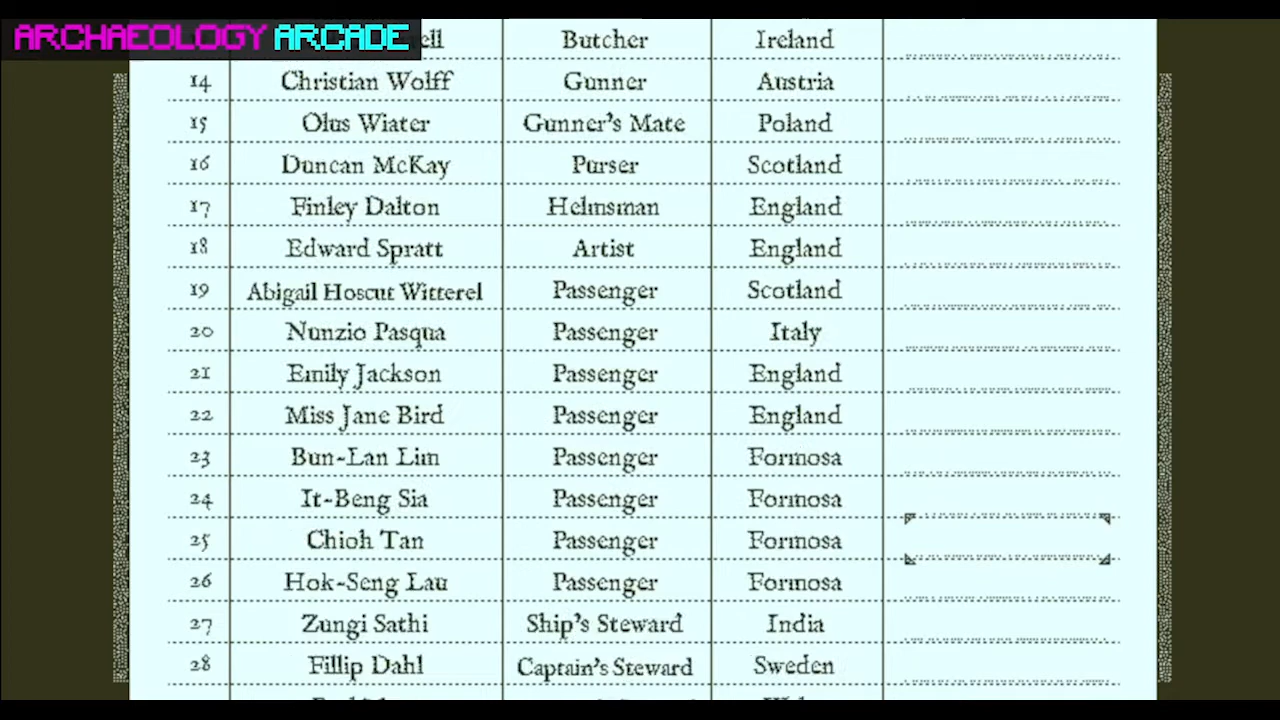 ARCHAEOLOGY ARCADE
ell Butcher Ireland
14 Christian Wolff Gunner Austria
15 Olus Wiater Gunner's Mate Poland
16 Duncan McKay Purser Scotland
17 Finley Dalton Helmsman England
18 Edward Spratt Artist England
19 Abigail Hoscut Witterel Passenger Scotland
20 Nunzio Pasqua Passenger Italy
21 Emily Jackson Passenger England
22 Miss Jane Bird Passenger England
23 Bun-Lan Lim Passenger Formosa
24 It-Beng Sia Passenger Formosa
25 Chioh Tan Passenger Formosa
26 Hok-Seng Lau Passenger Formosa
27 Zungi Sathi Ship's Steward India
28 Fillip Dahl Captain's Steward Sweden